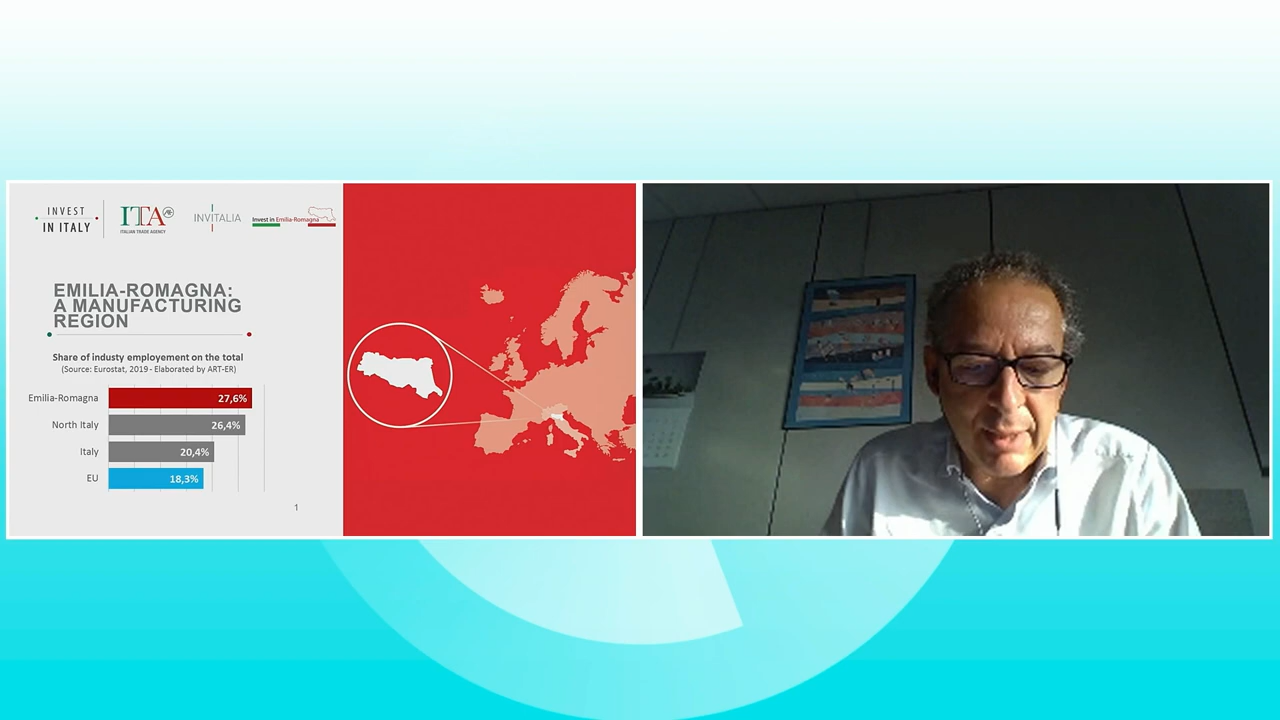 INVEST
IN ITALY
ITA
ITALIAN TRADE AGENCY
INVITALIA
Invest in Emilia-Romagna
EMILIA-ROMAGNA:
A MANUFACTURING
REGION
Share of industy employement on the total
(Source: Eurostat, 2019 - Elaborated by ART-ER)
Emilia-Romagna 27,6%
North Italy 26,4%
Italy 20,4%
EU 18,3%
1